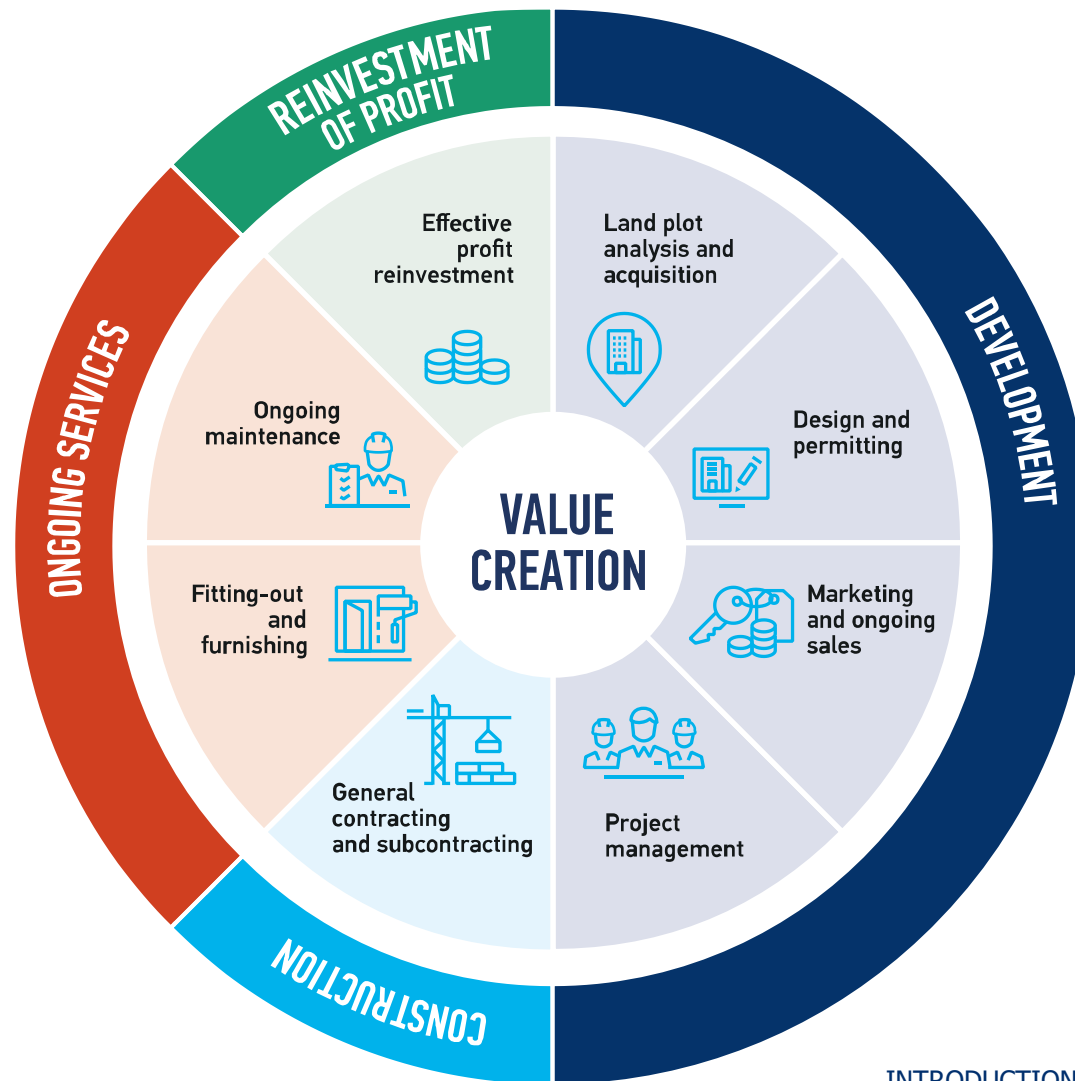 REINVESTMENT
OF PROFIT
DEVELOPMENT
CONSTRUCTION
ONGOING SERVICES
Effective
profit
reinvestment
Land plot
analysis and
acquisition
Design and
permitting
Marketing
and ongoing
sales
Project
management
General
contracting
and subcontracting
Fitting-out
and
furnishing
Ongoing
maintenance
VALUE
CREATION
INTRODUCTION